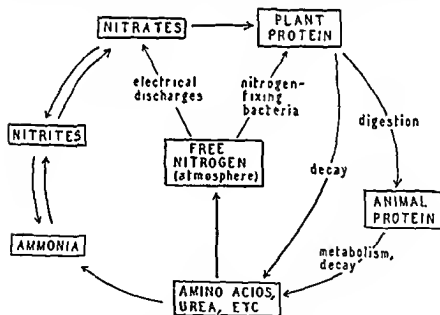 NITRATES
PLANT
PROTEIN
electrical
discharges
nitrogen-
fixing
bacteria
digestion
NITRITES
FREE
NITROGEN
(atmosphere)
decay
ANIMAL
PROTEIN
AMMONIA
metabolism,
decay
AMINO ACIOS,
UREA, ETC